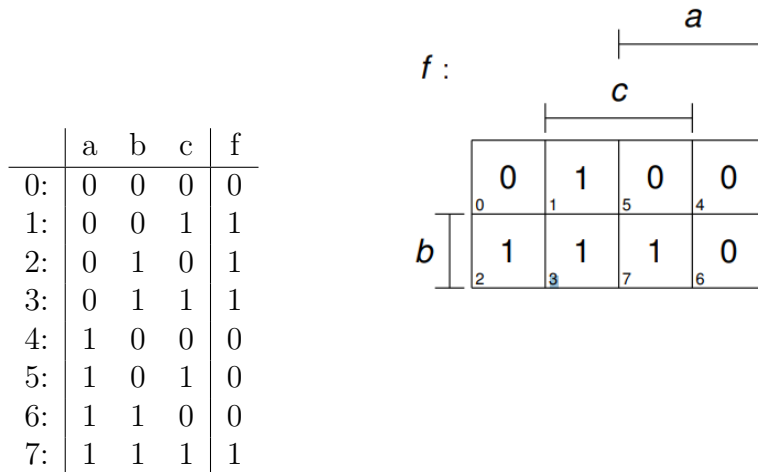 a b c f
0: 0 0 0 0
1: 0 0 1 1
2: 0 1 0 1
3: 0 1 1 1
4: 1 0 0 0
5: 1 0 1 0
6: 1 1 0 0
7: 1 1 1 1
a
f :
c
0 1 0 0
0 1 5 4
b 1 1 1 0
2 3 7 6